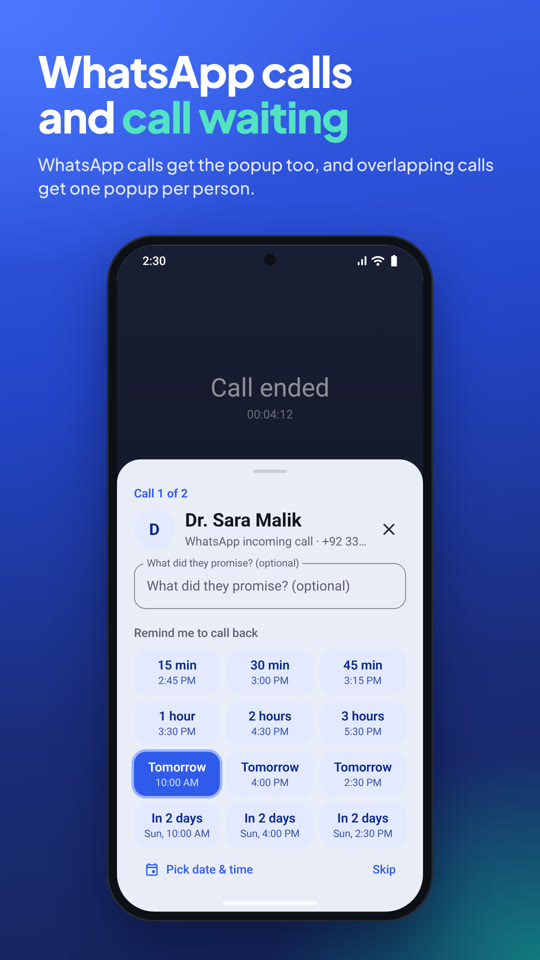 WhatsApp calls
and call waiting
WhatsApp calls get the popup too, and overlapping calls
get one popup per person.
2:30
Call ended
00:04:12
Call 1 of 2
D
Dr. Sara Malik
WhatsApp incoming call · +92 33...
What did they promise? (optional)
What did they promise? (optional)
Remind me to call back
15 min
2:45 PM
30 min
3:00 PM
45 min
3:15 PM
1 hour
3:30 PM
2 hours
4:30 PM
3 hours
5:30 PM
Tomorrow
10:00 AM
Tomorrow
4:00 PM
Tomorrow
2:30 PM
In 2 days
Sun, 10:00 AM
In 2 days
Sun, 4:00 PM
In 2 days
Sun, 2:30 PM
Pick date & time
Skip